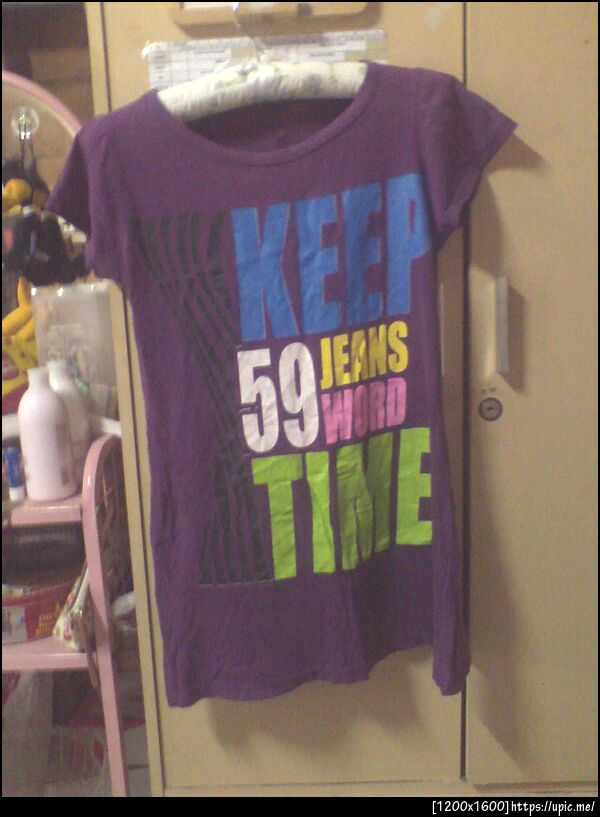 KEEP
59 JEANS
WORD
TIME
[1200x1600]https://upic.me/